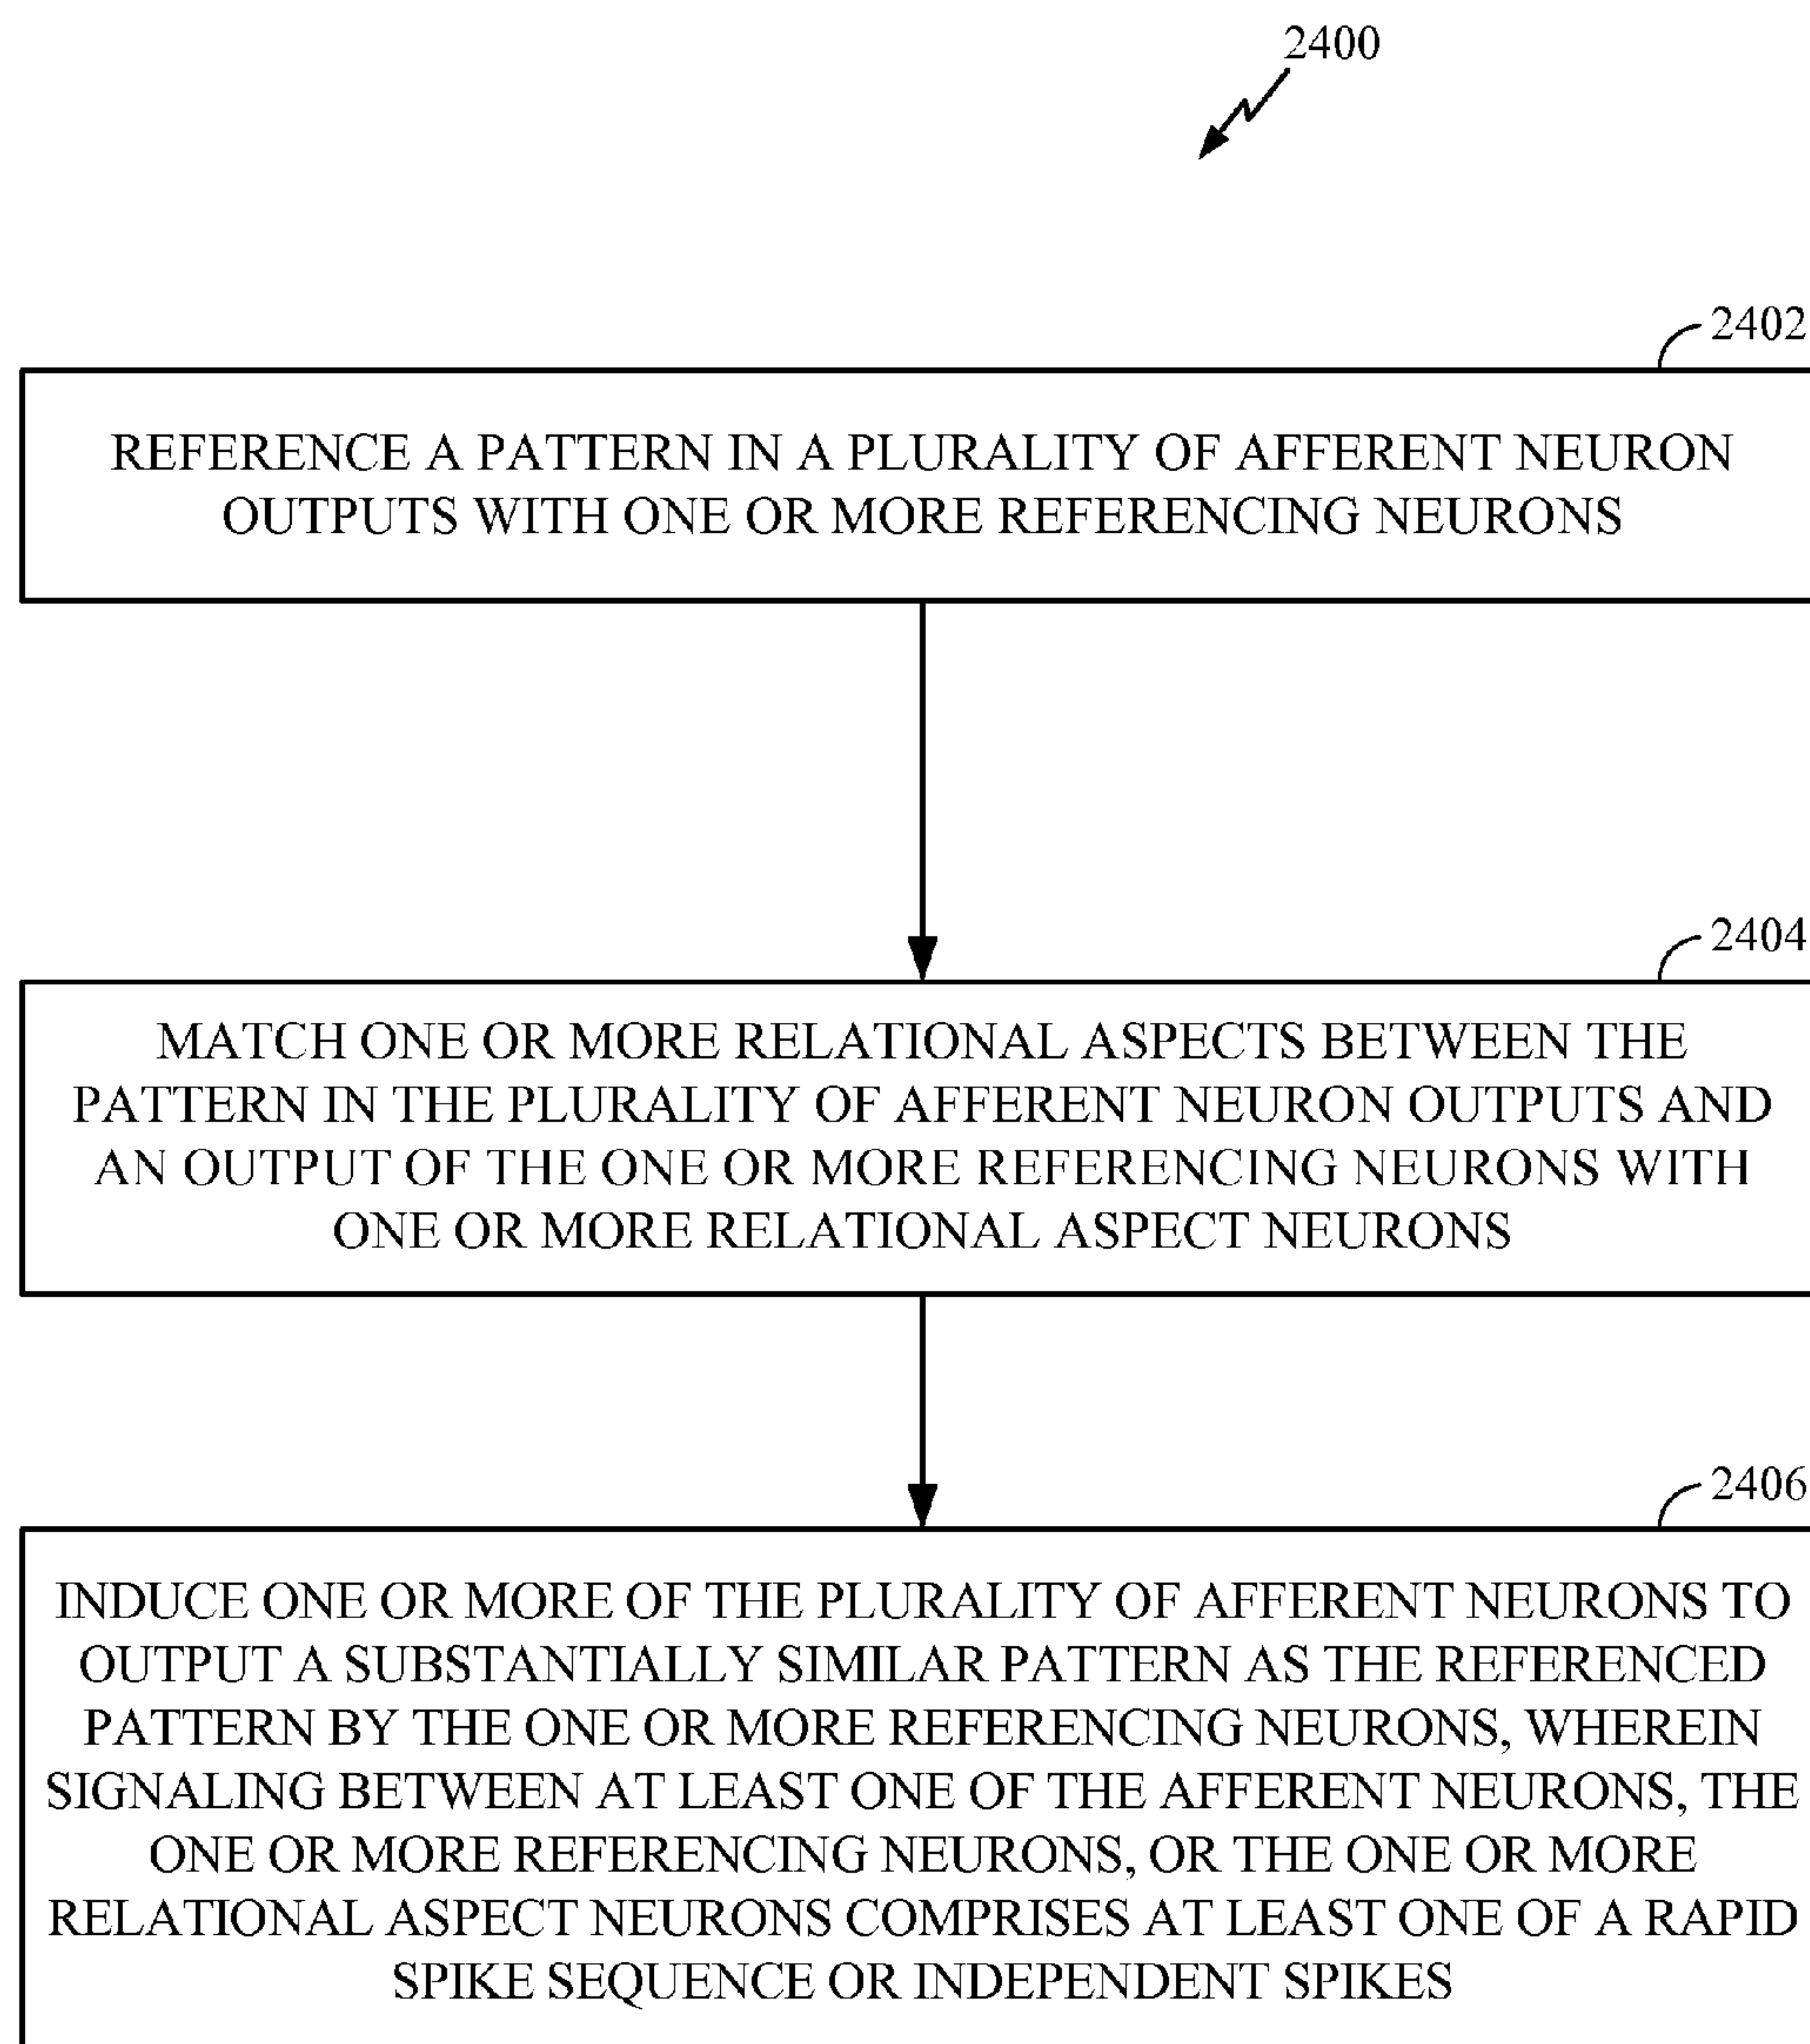 2400
2402
REFERENCE A PATTERN IN A PLURALITY OF AFFERENT NEURON
OUTPUTS WITH ONE OR MORE REFERENCING NEURONS
2404
MATCH ONE OR MORE RELATIONAL ASPECTS BETWEEN THE
PATTERN IN THE PLURALITY OF AFFERENT NEURON OUTPUTS AND
AN OUTPUT OF THE ONE OR MORE REFERENCING NEURONS WITH
ONE OR MORE RELATIONAL ASPECT NEURONS
2406
INDUCE ONE OR MORE OF THE PLURALITY OF AFFERENT NEURONS TO
OUTPUT A SUBSTANTIALLY SIMILAR PATTERN AS THE REFERENCED
PATTERN BY THE ONE OR MORE REFERENCING NEURONS, WHEREIN
SIGNALING BETWEEN AT LEAST ONE OF THE AFFERENT NEURONS, THE
ONE OR MORE REFERENCING NEURONS, OR THE ONE OR MORE
RELATIONAL ASPECT NEURONS COMPRISES AT LEAST ONE OF A RAPID
SPIKE SEQUENCE OR INDEPENDENT SPIKES